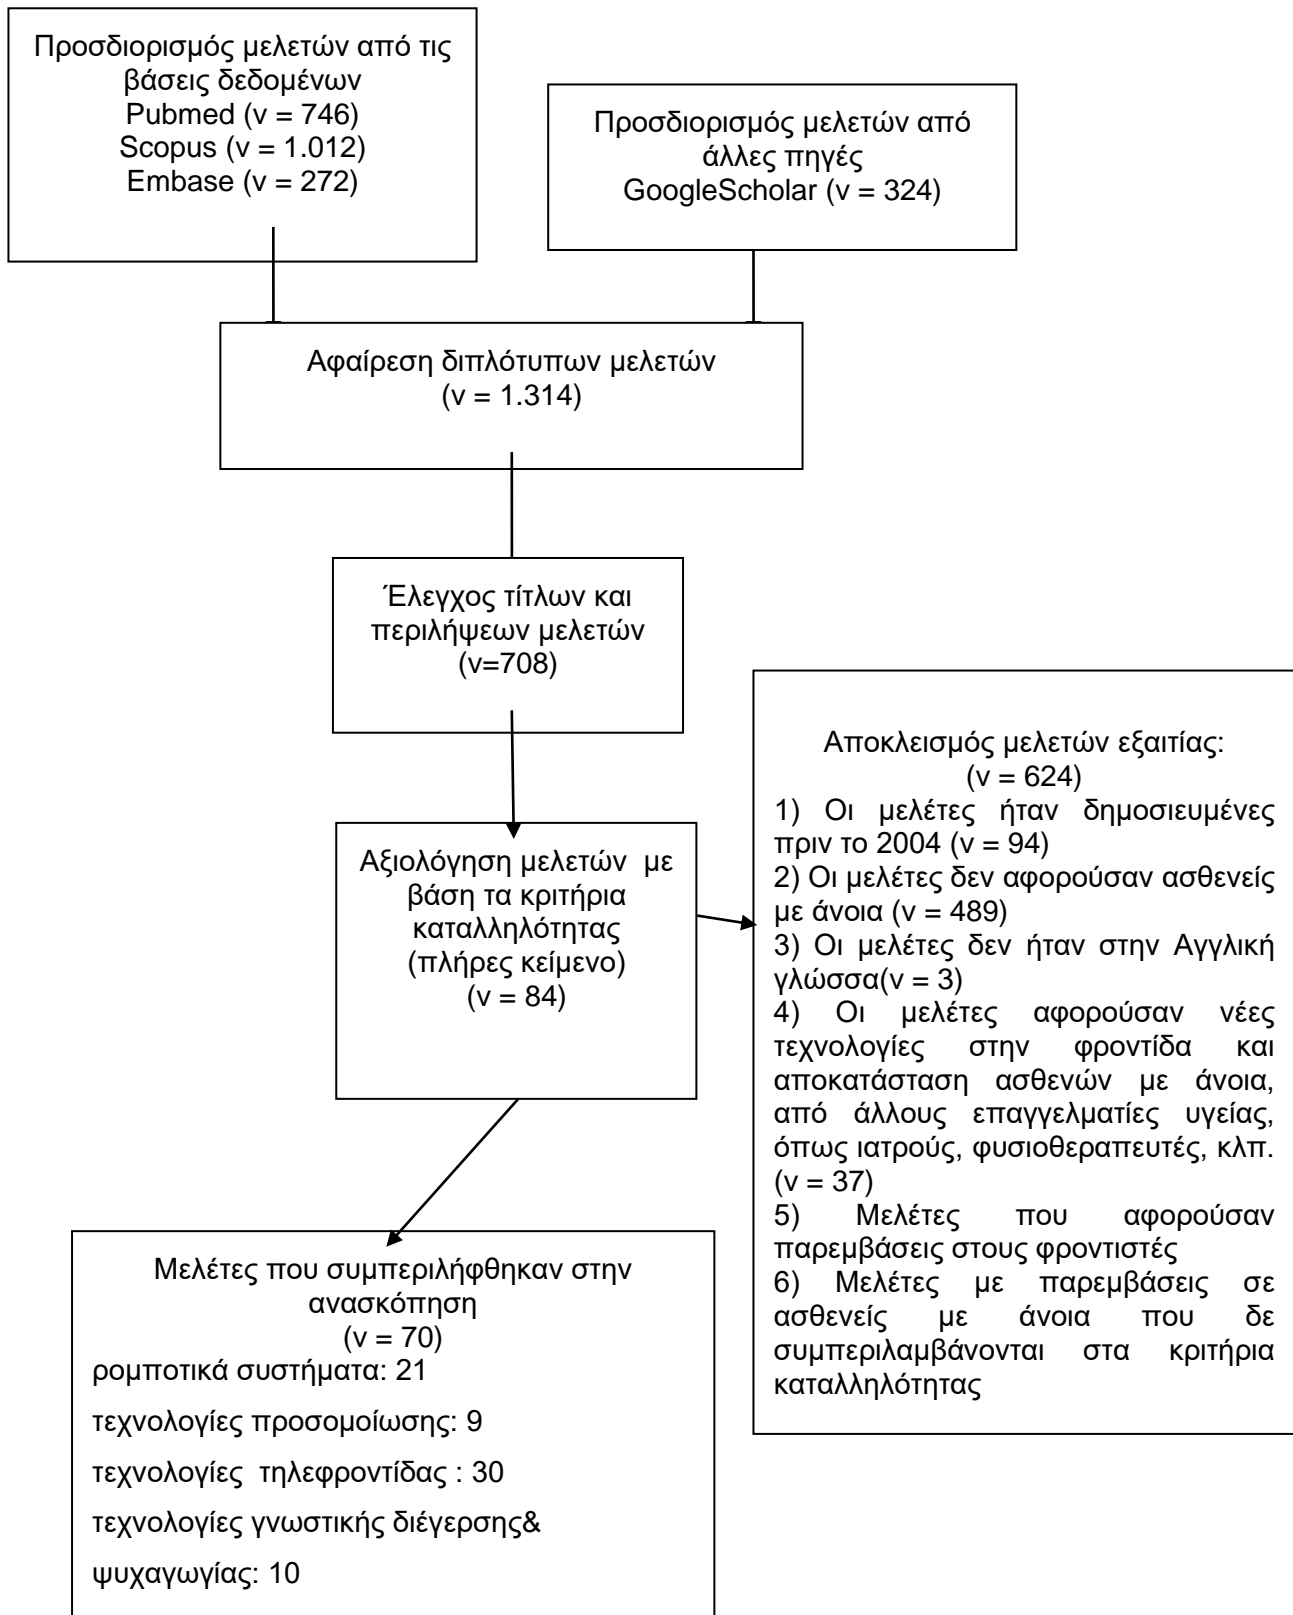 Προσδιορισμός μελετών από τις
βάσεις δεδομένων
Pubmed (ν = 746)
Scopus (ν = 1.012)
Embase (ν = 272)
Προσδιορισμός μελετών από
άλλες πηγές
GoogleScholar (ν = 324)
Αφαίρεση διπλότυπων μελετών
(ν = 1.314)
Έλεγχος τίτλων και
περιλήψεων μελετών
(ν=708)
Αξιολόγηση μελετών με
βάση τα κριτήρια
καταλληλότητας
(πλήρες κείμενο)
(ν = 84)
Αποκλεισμός μελετών εξαιτίας:
(ν = 624)
1) Οι μελέτες ήταν δημοσιευμένες
πριν το 2004 (ν = 94)
2) Οι μελέτες δεν αφορούσαν ασθενείς
με άνοια (ν = 489)
3) Οι μελέτες δεν ήταν στην Αγγλική
γλώσσα(ν = 3)
4) Οι μελέτες αφορούσαν νέες
τεχνολογίες στην φροντίδα και
αποκατάσταση ασθενών με άνοια,
από άλλους επαγγελματίες υγείας,
όπως ιατρούς, φυσιοθεραπευτές, κλπ.
(ν = 37)
5) Μελέτες που αφορούσαν
παρεμβάσεις στους φροντιστές
6) Μελέτες με παρεμβάσεις σε
ασθενείς με άνοια που δε
συμπεριλαμβάνονται στα κριτήρια
καταλληλότητας
Μελέτες που συμπεριλήφθηκαν στην
ανασκόπηση
(ν = 70)
ρομποτικά συστήματα: 21
τεχνολογίες προσομοίωσης: 9
τεχνολογίες τηλεφροντίδας : 30
τεχνολογίες γνωστικής διέγερσης&
ψυχαγωγίας: 10